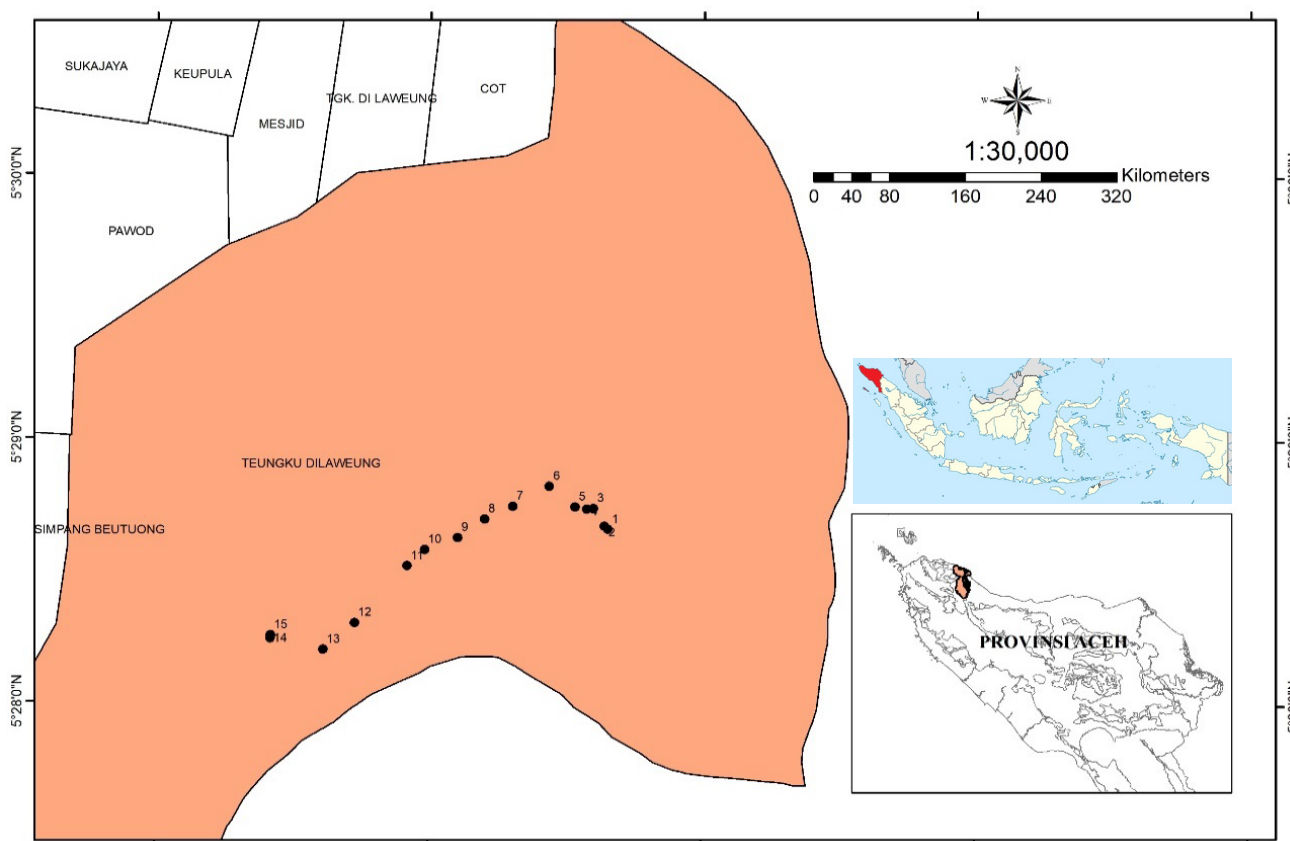 SUKAJAYA
KEUPULA
MESJID
TGK. DI LAWEUNG
COT
PAWOD
N
W
S
1:30,000
Kilometers
0 40 80 160 240 320
5°30'0"N
5°29'0"N
5°28'0"N
TEUNGKU DILAWEUNG
SIMPANG BEUTUONG
6
7
5
3
8
1
2
9
10
11
12
15
14
13
PROVINSI ACEH